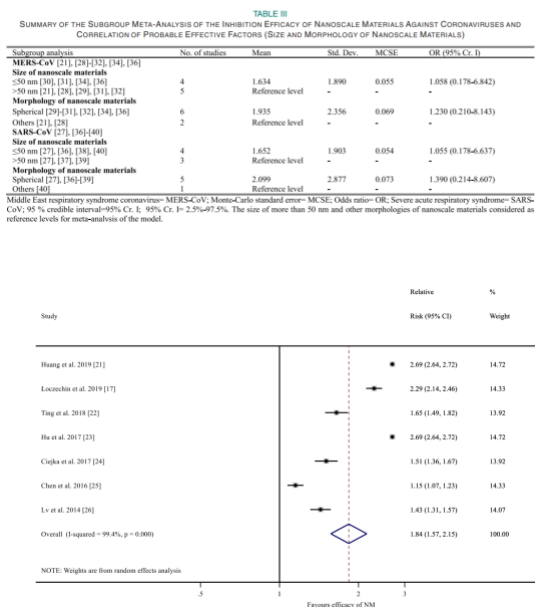 TABLE III
SUMMARY OF THE SUBGROUP META-ANALYSIS OF THE INHIBITION EFFICACY OF NANOSCALE MATERIALS AGAINST CORONAVIRUSES AND
CORRELATION OF PROBABLE EFFECTIVE FACTORS (SIZE AND MORPHOLOGY OF NANOSCALE MATERIALS)
Subgroup analysis No. of studies Mean Std. Dev. MCSE OR (95% Cr. I)
MERS-CoV [21], [28]-[32], [34], [36]
Size of nanoscale materials
≤50 nm [30], [31], [34], [36] 4 1.634 1.890 0.055 1.058 (0.178-6.842)
>50 nm [21], [28], [29], [31], [32] 5 Reference level - - -
Morphology of nanoscale materials
Spherical [29]-[31], [32], [34], [36] 6 1.935 2.356 0.069 1.230 (0.210-8.143)
Others [21], [28] 2 Reference level - - -
SARS-CoV [27], [36]-[40]
Size of nanoscale materials
≤50 nm [27], [36], [38], [40] 4 1.652 1.903 0.054 1.055 (0.178-6.637)
>50 nm [27], [37], [39] 3 Reference level - - -
Morphology of nanoscale materials
Spherical [27], [36]-[39] 5 2.099 2.877 0.073 1.390 (0.214-8.607)
Others [40] 1 Reference level - - -
Middle East respiratory syndrome coronavirus= MERS-CoV; Monte-Carlo standard error= MCSE; Odds ratio= OR; Severe acute respiratory syndrome= SARS-
CoV; 95 % credible interval=95% Cr. I; 95% Cr. I= 2.5%-97.5%. The size of more than 50 nm and other morphologies of nanoscale materials considered as
reference levels for meta-analysis of the model.
Relative %
Study Risk (95% CI) Weight
Huang et al. 2019 [21] 2.69 (2.64, 2.72) 14.72
Loczechin et al. 2019 [17] 2.29 (2.14, 2.46) 14.33
Ting et al. 2018 [22] 1.65 (1.49, 1.82) 13.92
Hu et al. 2017 [23] 2.69 (2.64, 2.72) 14.72
Ciejka et al. 2017 [24] 1.51 (1.36, 1.67) 13.92
Chen et al. 2016 [25] 1.15 (1.07, 1.23) 14.33
Lv et al. 2014 [26] 1.43 (1.31, 1.57) 14.07
Overall (I-squared = 99.4%, p = 0.000) 1.84 (1.57, 2.15) 100.00
NOTE: Weights are from random effects analysis
.5 1 2 3
Favours efficacy of NM